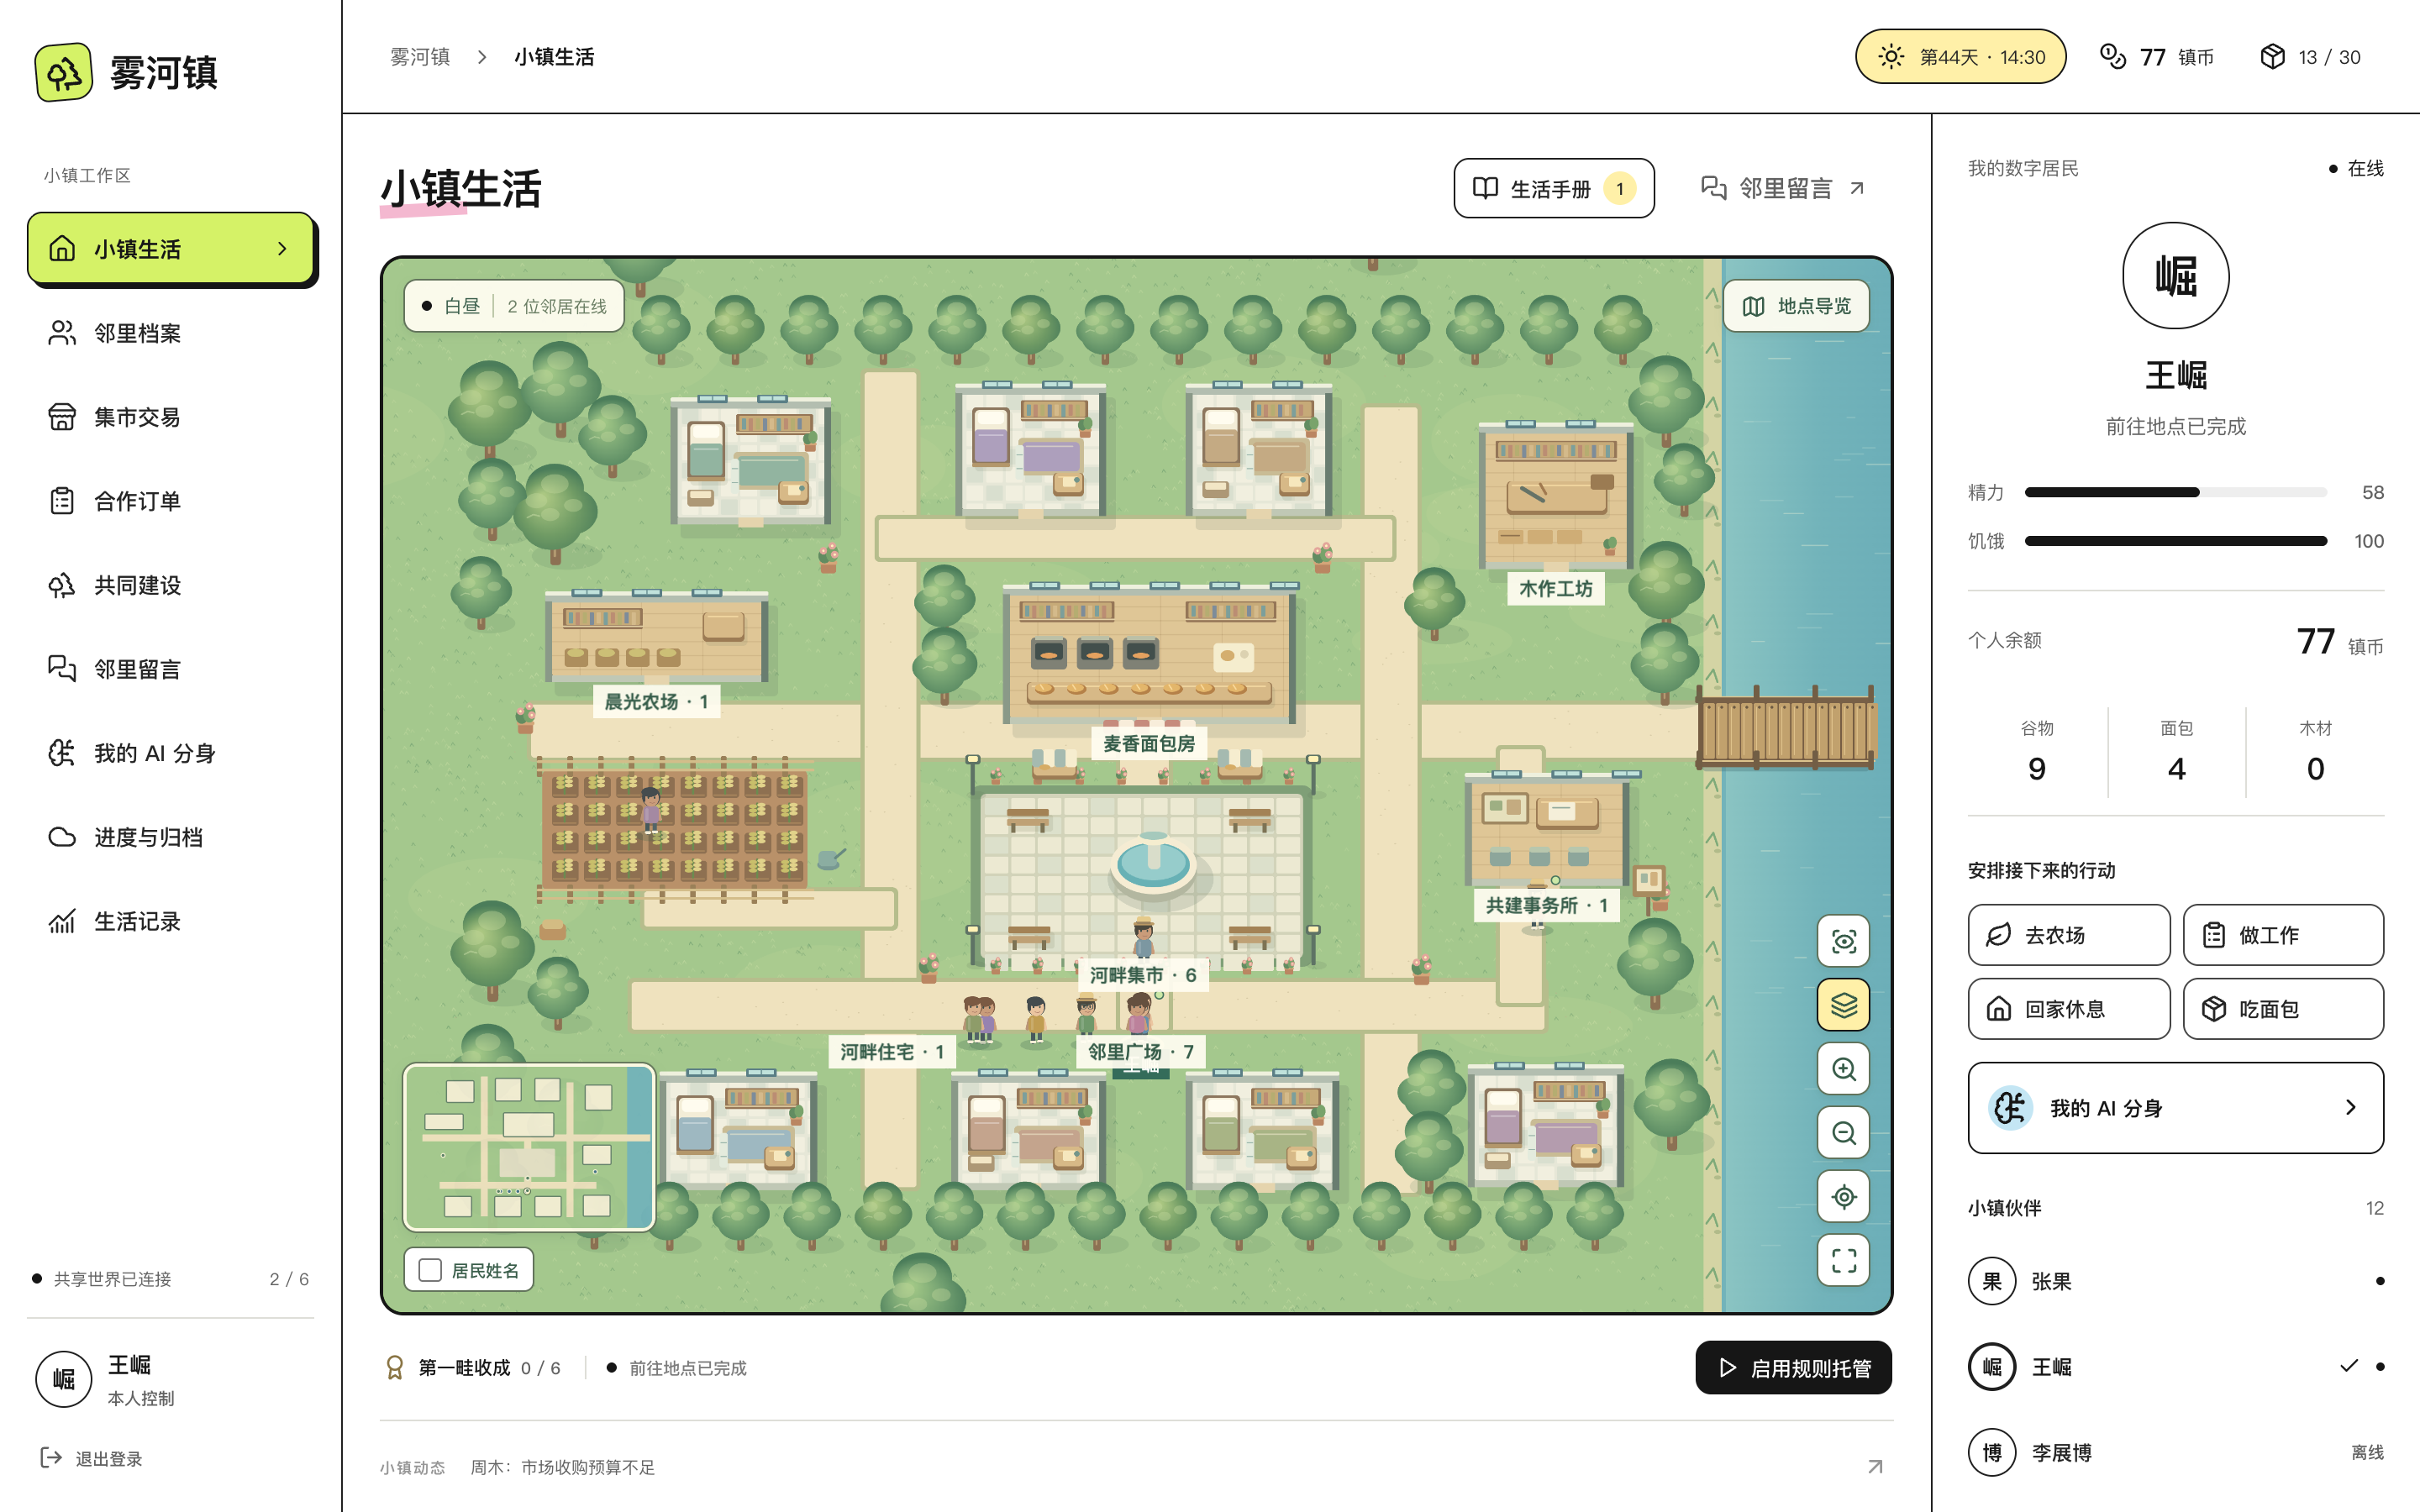 雾河镇
小镇工作区
小镇生活
邻里档案
集市交易
合作订单
共同建设
邻里留言
我的 AI 分身
进度与归档
生活记录
共享世界已连接 2 / 6
崛 王崛
本人控制
退出登录
雾河镇 小镇生活
第44天 · 14:30 77 镇币 13 / 30
小镇生活
生活手册 1 邻里留言
白昼 2 位邻居在线
地点导览
木作工坊
晨光农场 · 1
麦香面包房
共建事务所 · 1
河畔集市 · 6
河畔住宅 · 1
邻里广场 · 7
王崛
居民姓名
第一畦收成 0 / 6 前往地点已完成
启用规则托管
小镇动态 周木：市场收购预算不足
我的数字居民 在线
崛
王崛
前往地点已完成
精力 58
饥饿 100
个人余额 77 镇币
谷物 面包 木材
9 4 0
安排接下来的行动
去农场 做工作
回家休息 吃面包
我的 AI 分身
小镇伙伴 12
果 张果
崛 王崛
博 李展博 离线